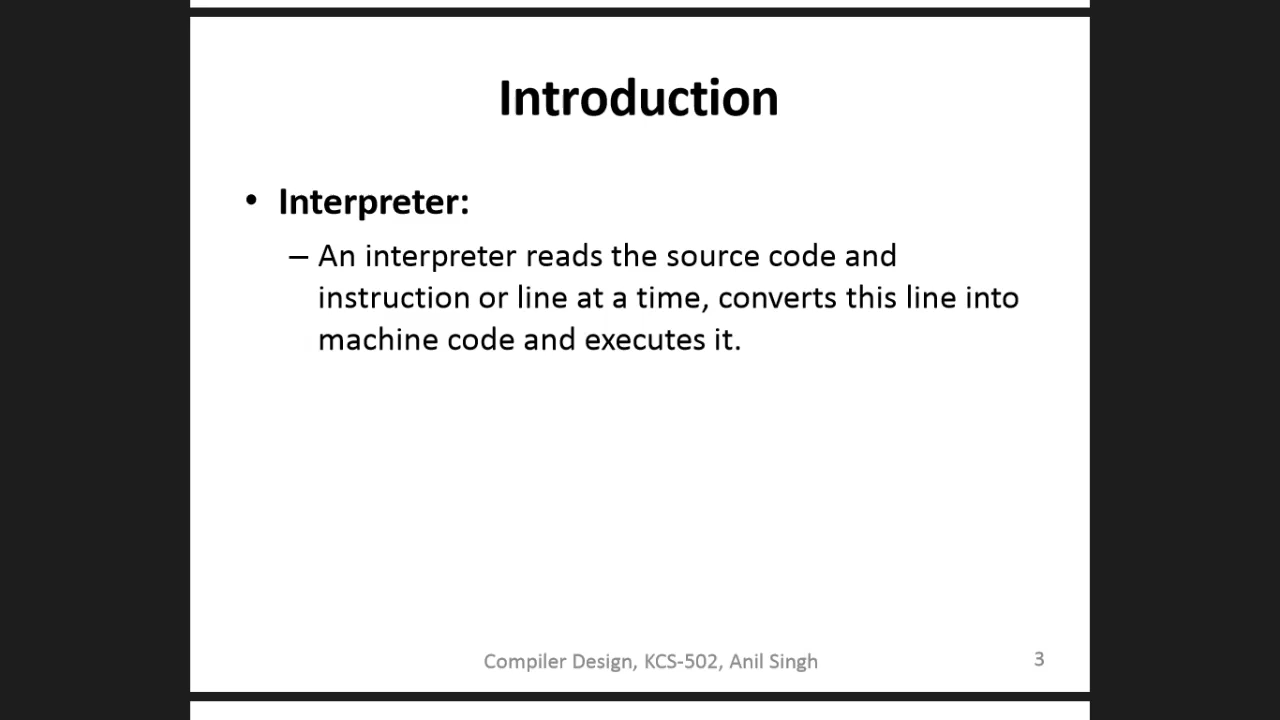 Introduction
• Interpreter:
– An interpreter reads the source code and
instruction or line at a time, converts this line into
machine code and executes it.
Compiler Design, KCS-502, Anil Singh
3